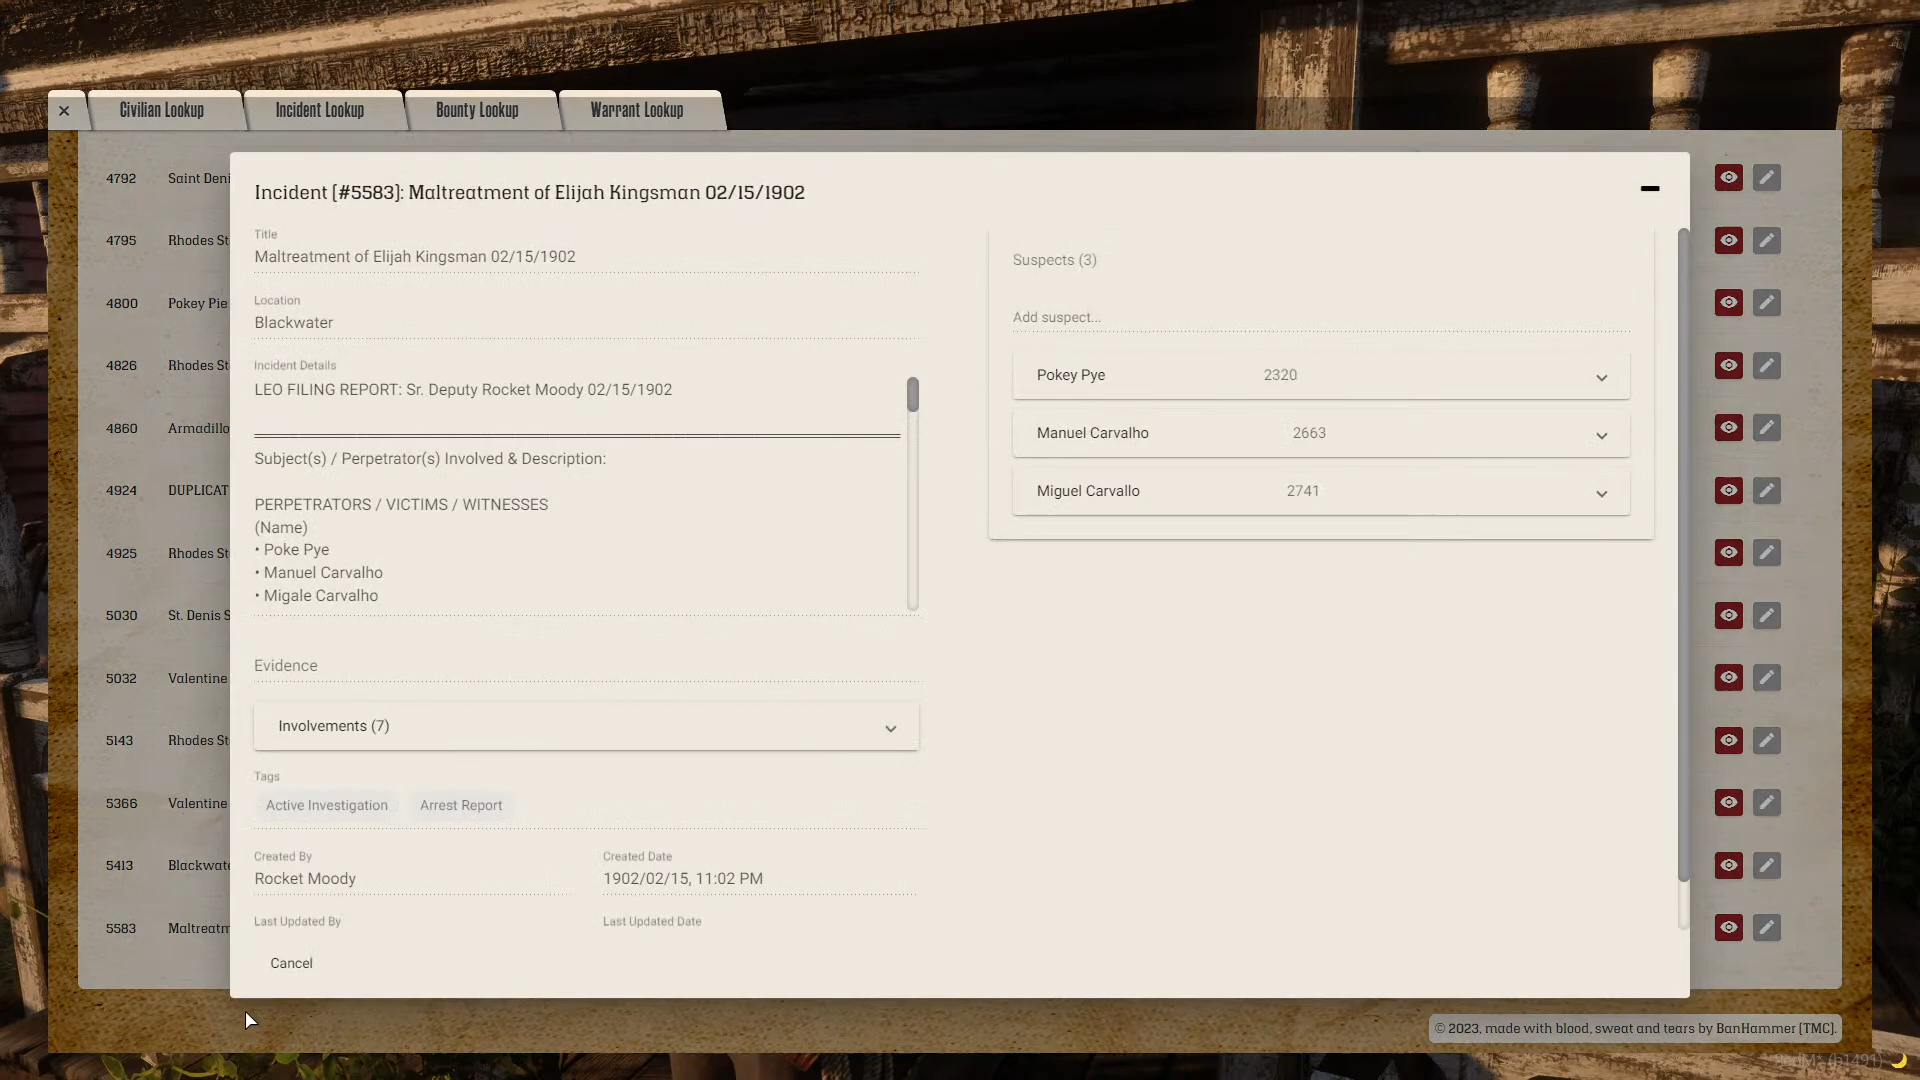 Civilian Lookup
Incident Lookup
Bounty Lookup
Warrant Lookup
4792 Saint Deni
4795 Rhodes St
4800 Pokey Pie
4826 Rhodes St
4860 Armadillo
4924 DUPLICAT
4925 Rhodes St
5030 St. Denis S
5032 Valentine
5143 Rhodes St
5366 Valentine
5413 Blackwate
5583 Maltreatm
Incident [#5583]: Maltreatment of Elijah Kingsman 02/15/1902
Title
Maltreatment of Elijah Kingsman 02/15/1902
Location
Blackwater
Incident Details
LEO FILING REPORT: Sr. Deputy Rocket Moody 02/15/1902
Subject(s) / Perpetrator(s) Involved & Description:
PERPETRATORS / VICTIMS / WITNESSES
(Name)
• Poke Pye
• Manuel Carvalho
• Migale Carvalho
Evidence
Involvements (7)
Tags
Active Investigation Arrest Report
Created By
Rocket Moody
Created Date
1902/02/15, 11:02 PM
Last Updated By
Last Updated Date
Cancel
Suspects (3)
Add suspect...
Pokey Pye 2320
Manuel Carvalho 2663
Miguel Carvallo 2741
© 2023, made with blood, sweat and tears by BanHammer [TMC].